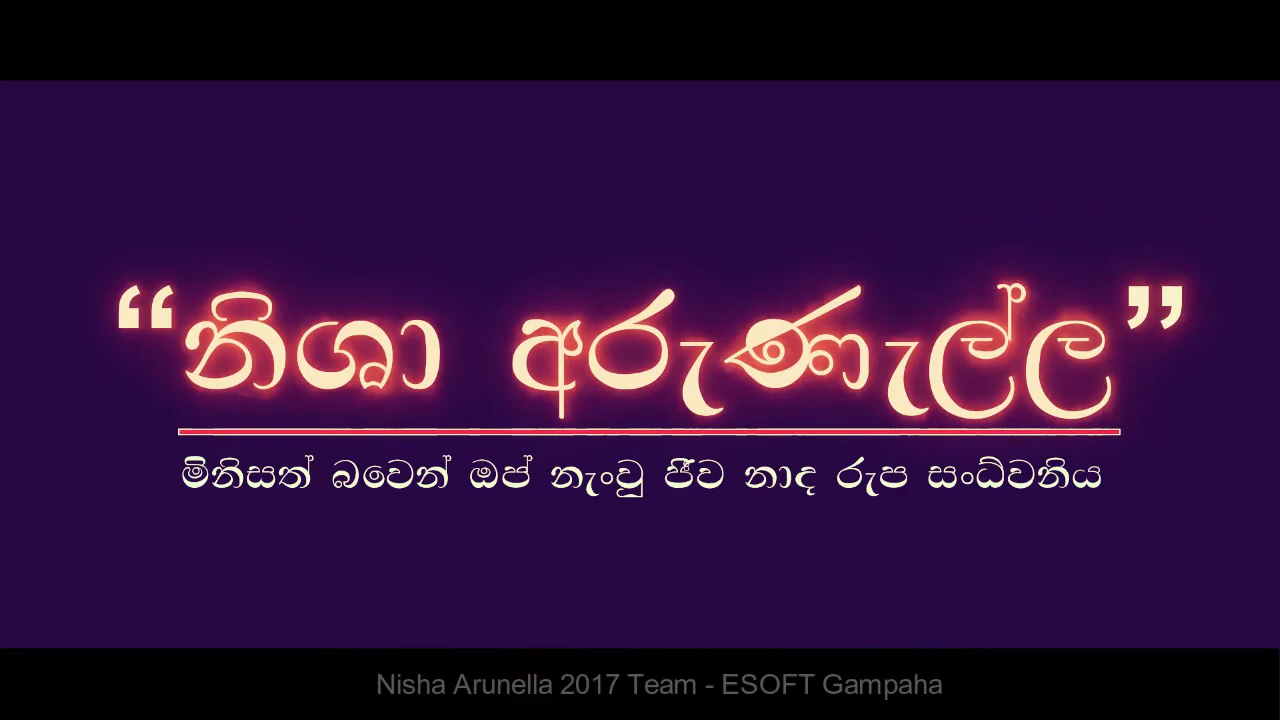 “නිශා අරුණැල්ල”
මිනිසත් බවෙන් ඔප් නැංවූ ජීව නාද රූප සංධ්වනිය
Nisha Arunella 2017 Team - ESOFT Gampaha